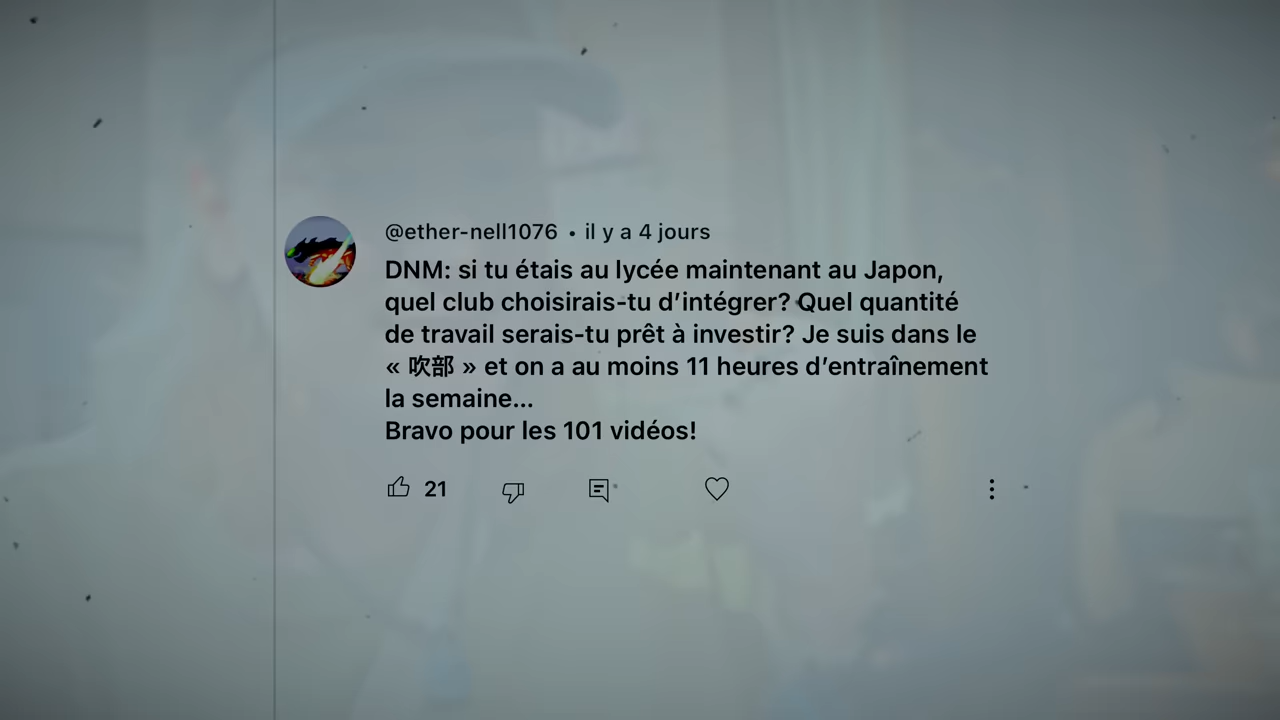 @ether-nell1076 • il y a 4 jours
DNM: si tu étais au lycée maintenant au Japon,
quel club choisirais-tu d’intégrer? Quel quantité
de travail serais-tu prêt à investir? Je suis dans le
« 吹部 » et on a au moins 11 heures d’entraînement
la semaine...
Bravo pour les 101 vidéos!
21